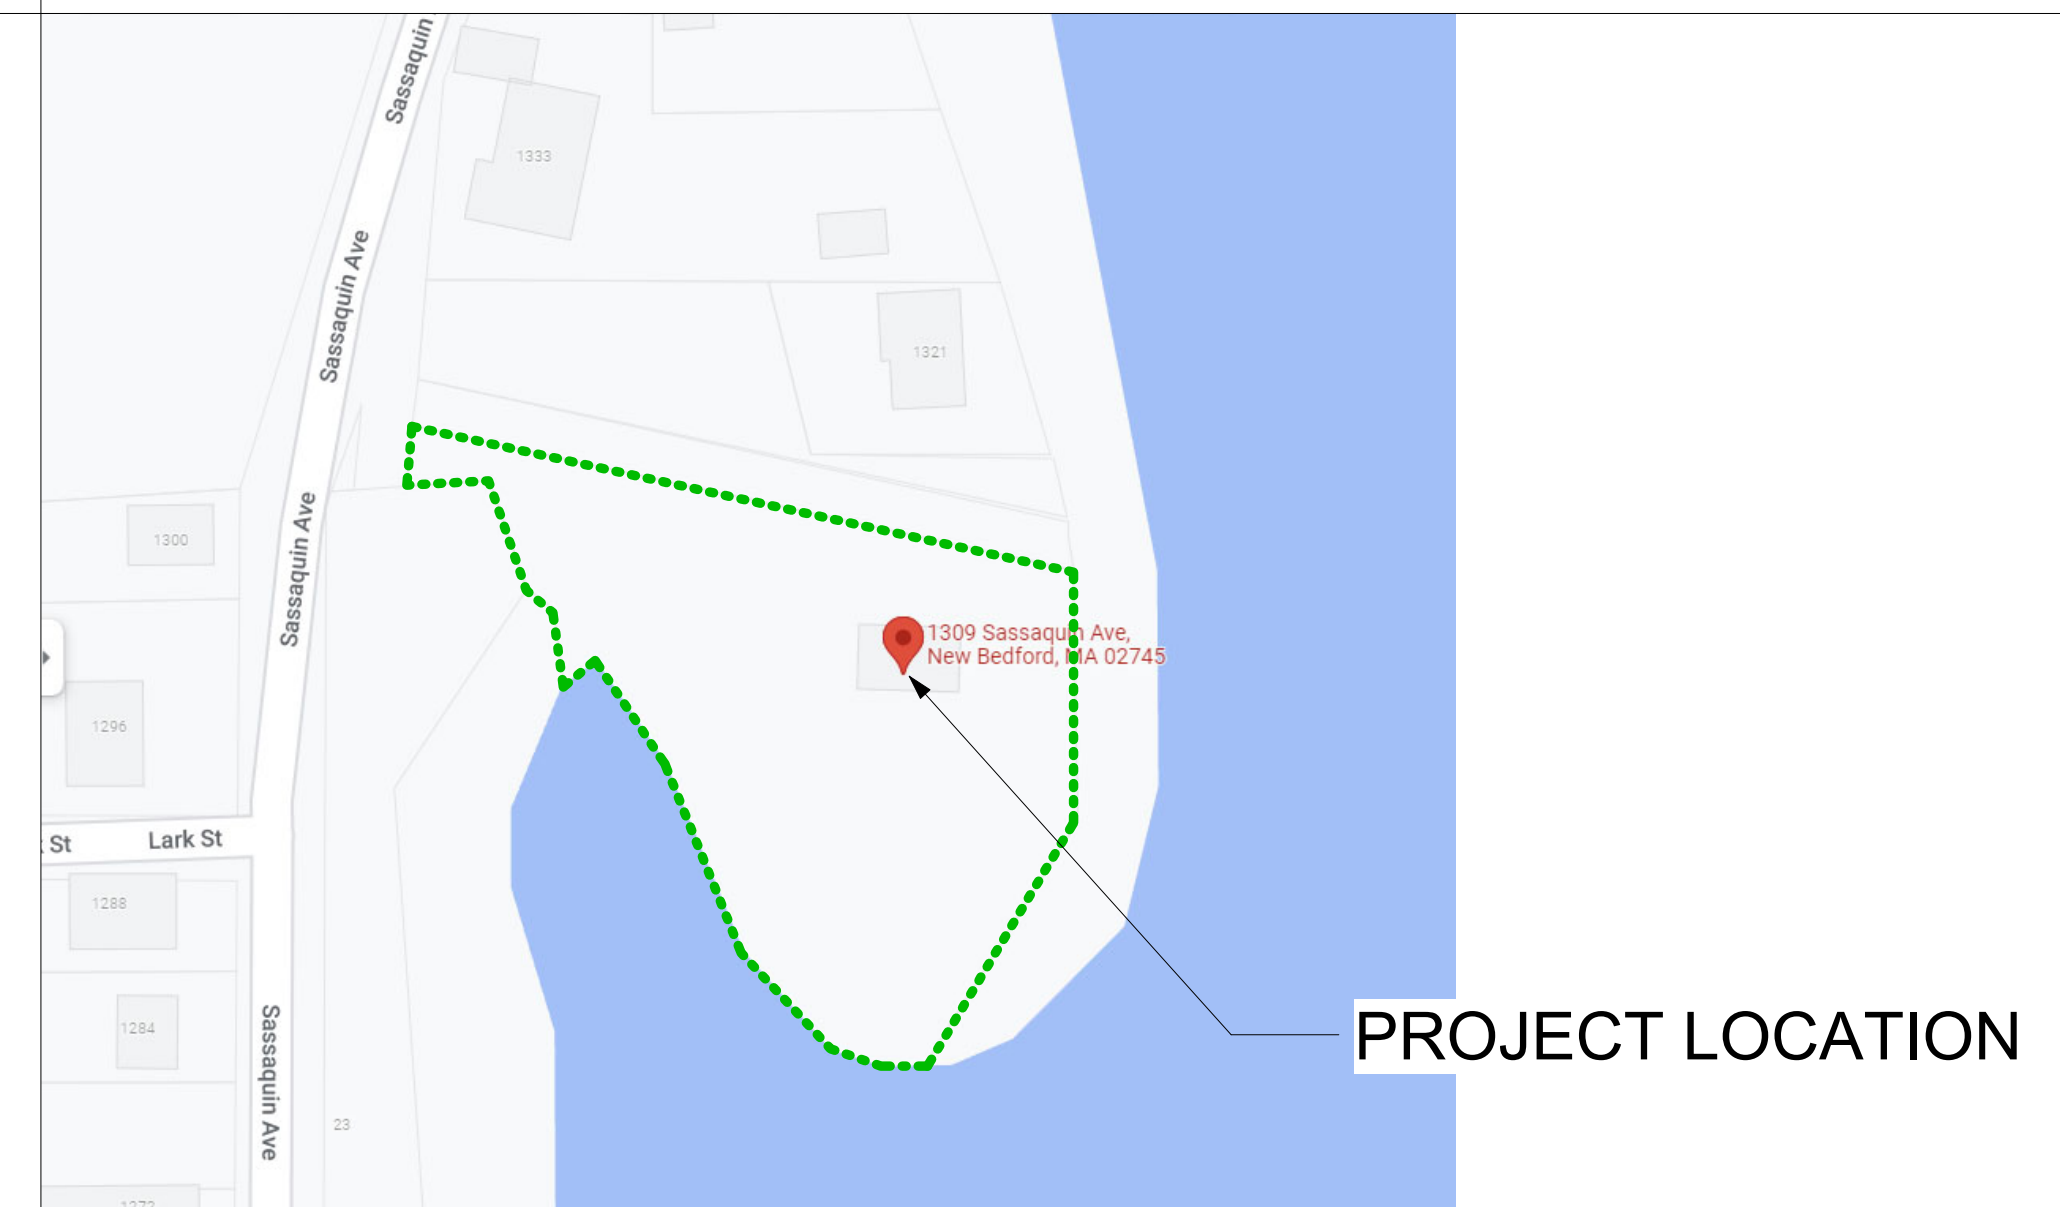 Sassaquin
1333
Sassaquin Ave
1321
Sassaquin Ave
1300
1309 Sassaquin Ave,
New Bedford, MA 02745
1296
St
Lark St
1288
1284
Sassaquin Ave
PROJECT LOCATION
23